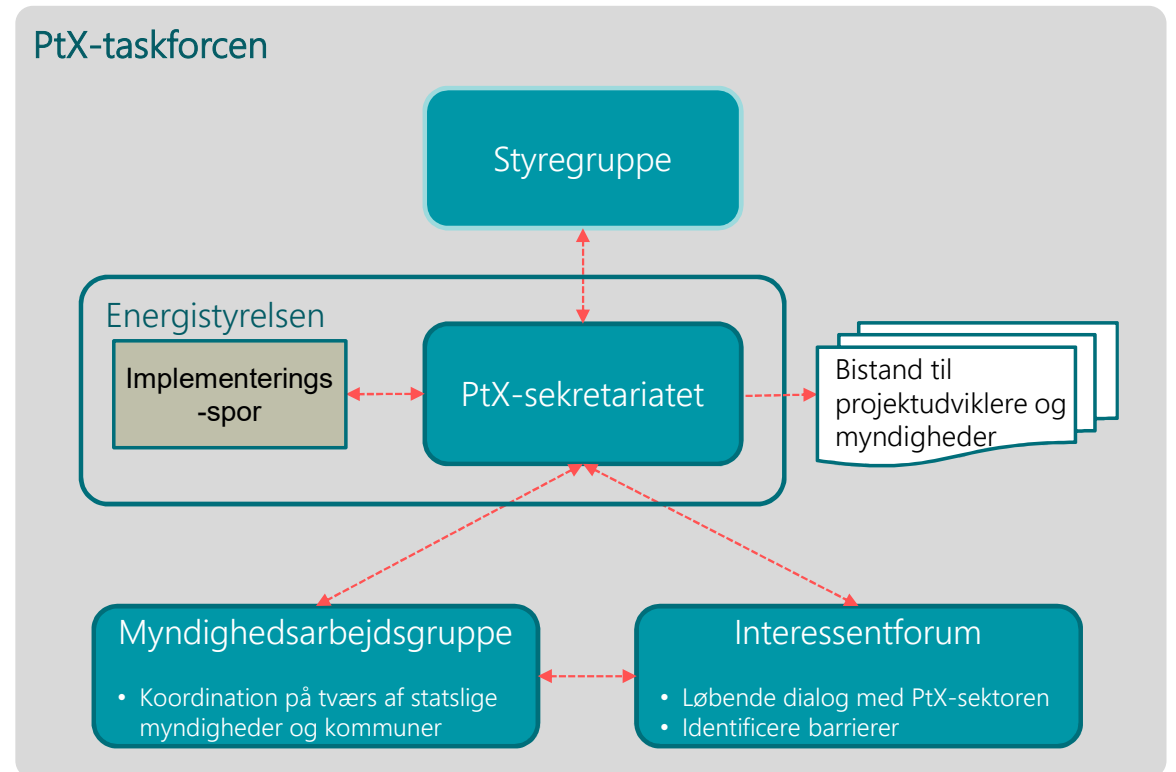 PtX-taskforcen
Styregruppe
Energistyrelsen
Implementerings
-spor
PtX-sekretariatet
Bistand til
projektudviklere og
myndigheder
Myndighedsarbejdsgruppe
• Koordination på tværs af statslige
myndigheder og kommuner
Interessentforum
• Løbende dialog med PtX-sektoren
• Identificere barrierer